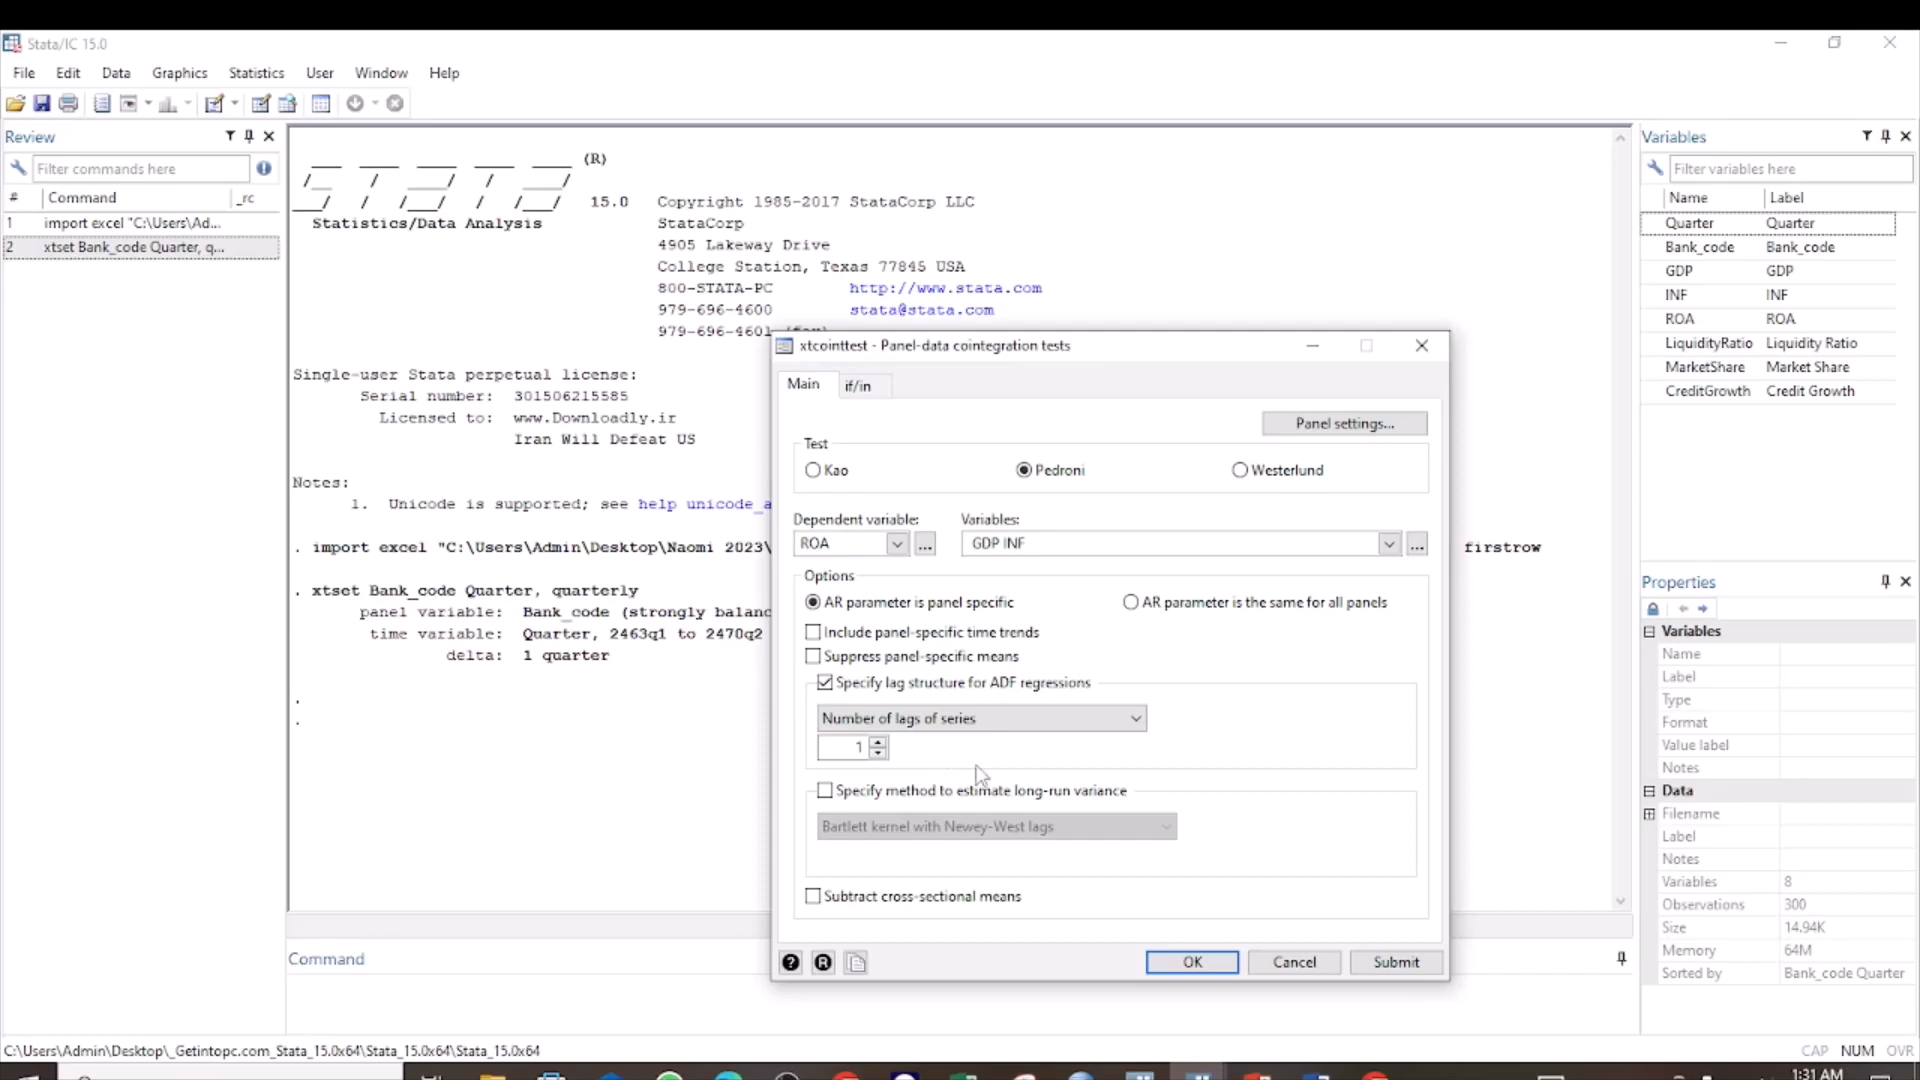 Stata/IC 15.0
File Edit Data Graphics Statistics User Window Help
Review
Filter commands here
# Command _rc
1 import excel "C:\Users\Ad...
2 xtset Bank_code Quarter, q...
(R)
STATA 15.0 Copyright 1985-2017 StataCorp LLC
Statistics/Data Analysis StataCorp
4905 Lakeway Drive
College Station, Texas 77845 USA
800-STATA-PC http://www.stata.com
979-696-4600 stata@stata.com
979-696-4601 (fax)
Single-user Stata perpetual license:
Serial number: 301506215585
Licensed to: www.Downloadly.ir
Iran Will Defeat US
Notes:
1. Unicode is supported; see help unicode_a
. import excel "C:\Users\Admin\Desktop\Naomi 2023\ firstrow
. xtset Bank_code Quarter, quarterly
panel variable: Bank_code (strongly balanc
time variable: Quarter, 2463q1 to 2470q2
delta: 1 quarter
.
.
Command
xtcointtest - Panel-data cointegration tests
Main if/in
Panel settings...
Test
Kao Pedroni Westerlund
Dependent variable: Variables:
ROA ... GDP INF ...
Options
AR parameter is panel specific AR parameter is the same for all panels
Include panel-specific time trends
Suppress panel-specific means
Specify lag structure for ADF regressions
Number of lags of series
1
Specify method to estimate long-run variance
Bartlett kernel with Newey-West lags
Subtract cross-sectional means
? R OK Cancel Submit
Variables
Filter variables here
Name Label
Quarter Quarter
Bank_code Bank_code
GDP GDP
INF INF
ROA ROA
LiquidityRatio Liquidity Ratio
MarketShare Market Share
CreditGrowth Credit Growth
Properties
Variables
Name
Label
Type
Format
Value label
Notes
Data
Filename
Label
Notes
Variables 8
Observations 300
Size 14.94K
Memory 64M
Sorted by Bank_code Quarter
C:\Users\Admin\Desktop\_Getintopc.com_Stata_15.0x64\Stata_15.0x64\Stata_15.0x64
CAP NUM OVR
1:31 AM